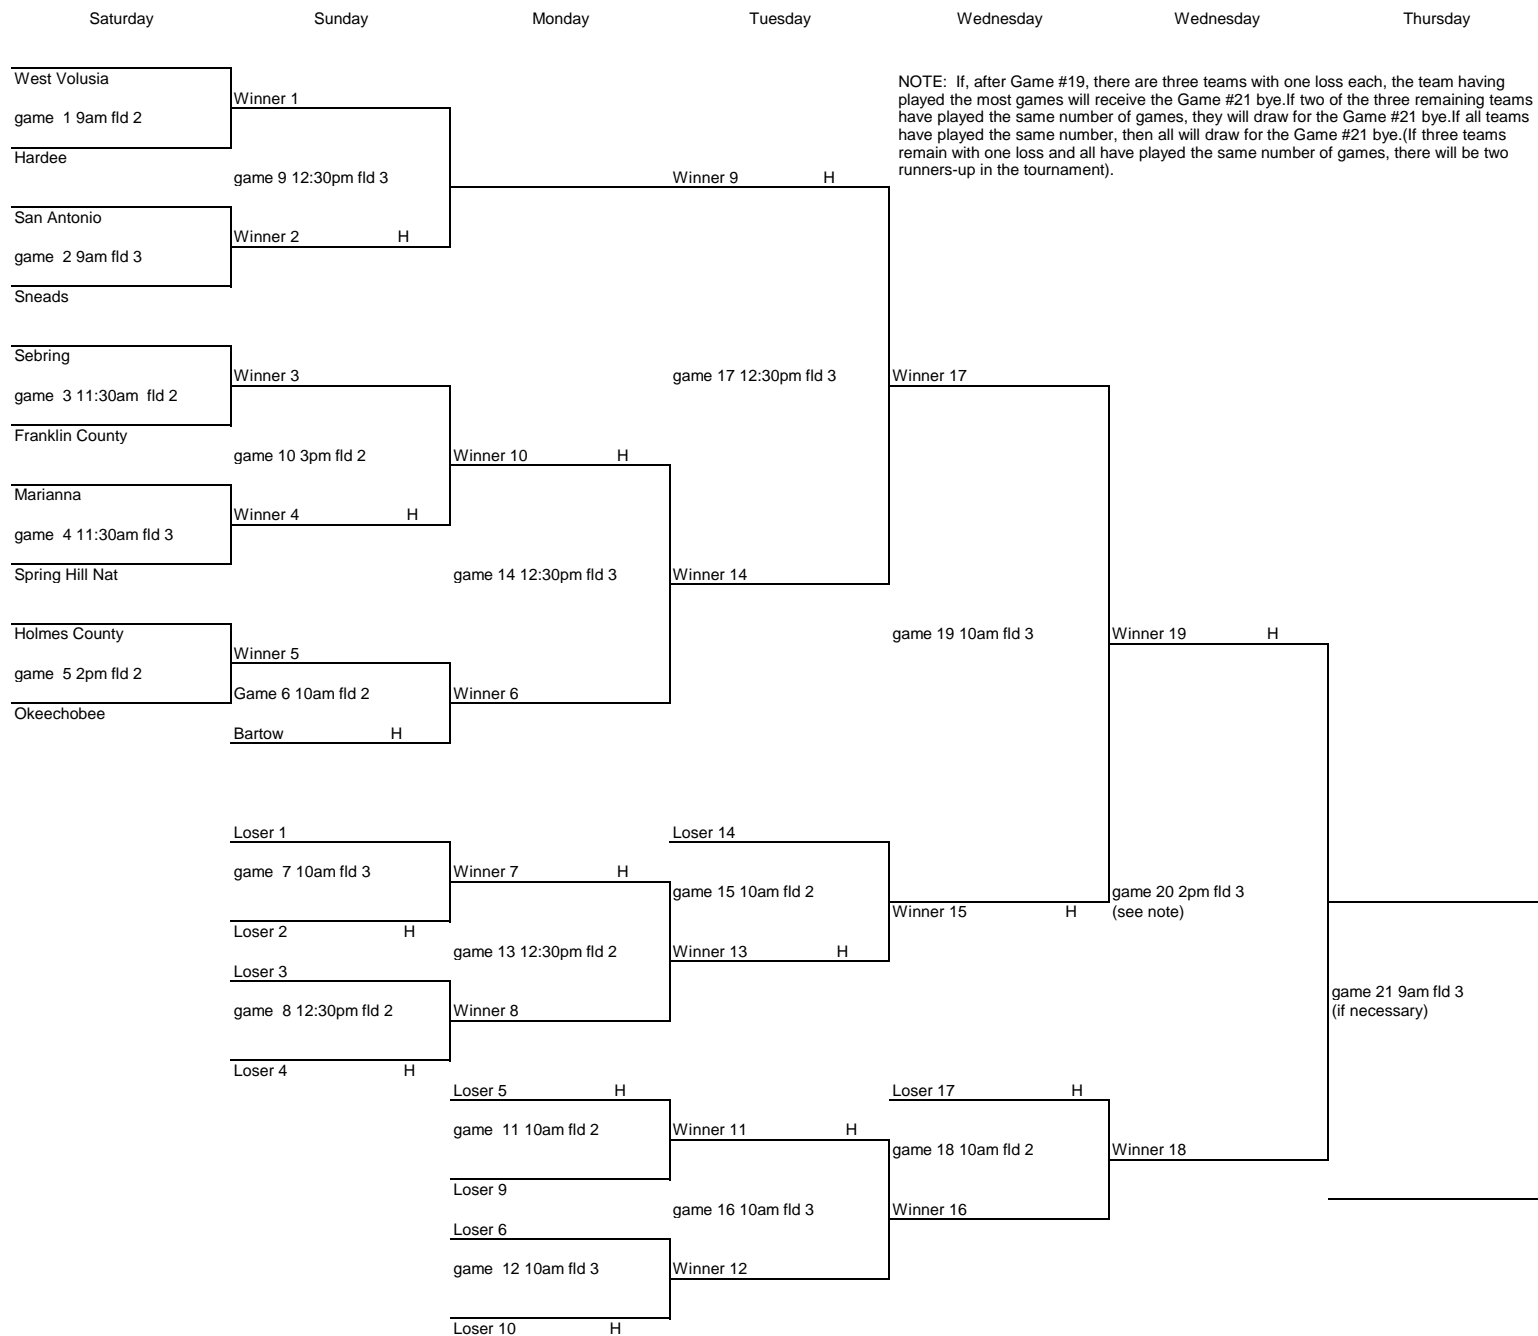 Saturday Sunday Monday Tuesday Wednesday Wednesday Thursday
West Volusia
game 1 9am fld 2
Hardee
San Antonio
game 2 9am fld 3
Sneads
Sebring
game 3 11:30am fld 2
Franklin County
Marianna
game 4 11:30am fld 3
Spring Hill Nat
Holmes County
game 5 2pm fld 2
Okeechobee
Winner 1
game 9 12:30pm fld 3
Winner 2 H
Winner 3
game 10 3pm fld 2
Winner 4 H
Winner 5
Game 6 10am fld 2
Bartow H
Loser 1
game 7 10am fld 3
Loser 2 H
Loser 3
game 8 12:30pm fld 2
Loser 4 H
Winner 10 H
game 14 12:30pm fld 3
Winner 6
Winner 7 H
game 13 12:30pm fld 2
Winner 8
Loser 5 H
game 11 10am fld 2
Loser 9
Loser 6
game 12 10am fld 3
Loser 10 H
Winner 9 H
game 17 12:30pm fld 3
Winner 14
Loser 14
game 15 10am fld 2
Winner 13 H
Winner 11 H
game 16 10am fld 3
Winner 12
NOTE: If, after Game #19, there are three teams with one loss each, the team having
played the most games will receive the Game #21 bye.If two of the three remaining teams
have played the same number of games, they will draw for the Game #21 bye.If all teams
have played the same number, then all will draw for the Game #21 bye.(If three teams
remain with one loss and all have played the same number of games, there will be two
runners-up in the tournament).
Winner 17
game 19 10am fld 3
Winner 15 H
Loser 17 H
game 18 10am fld 2
Winner 16
Winner 19 H
game 20 2pm fld 3
(see note)
Winner 18
game 21 9am fld 3
(if necessary)